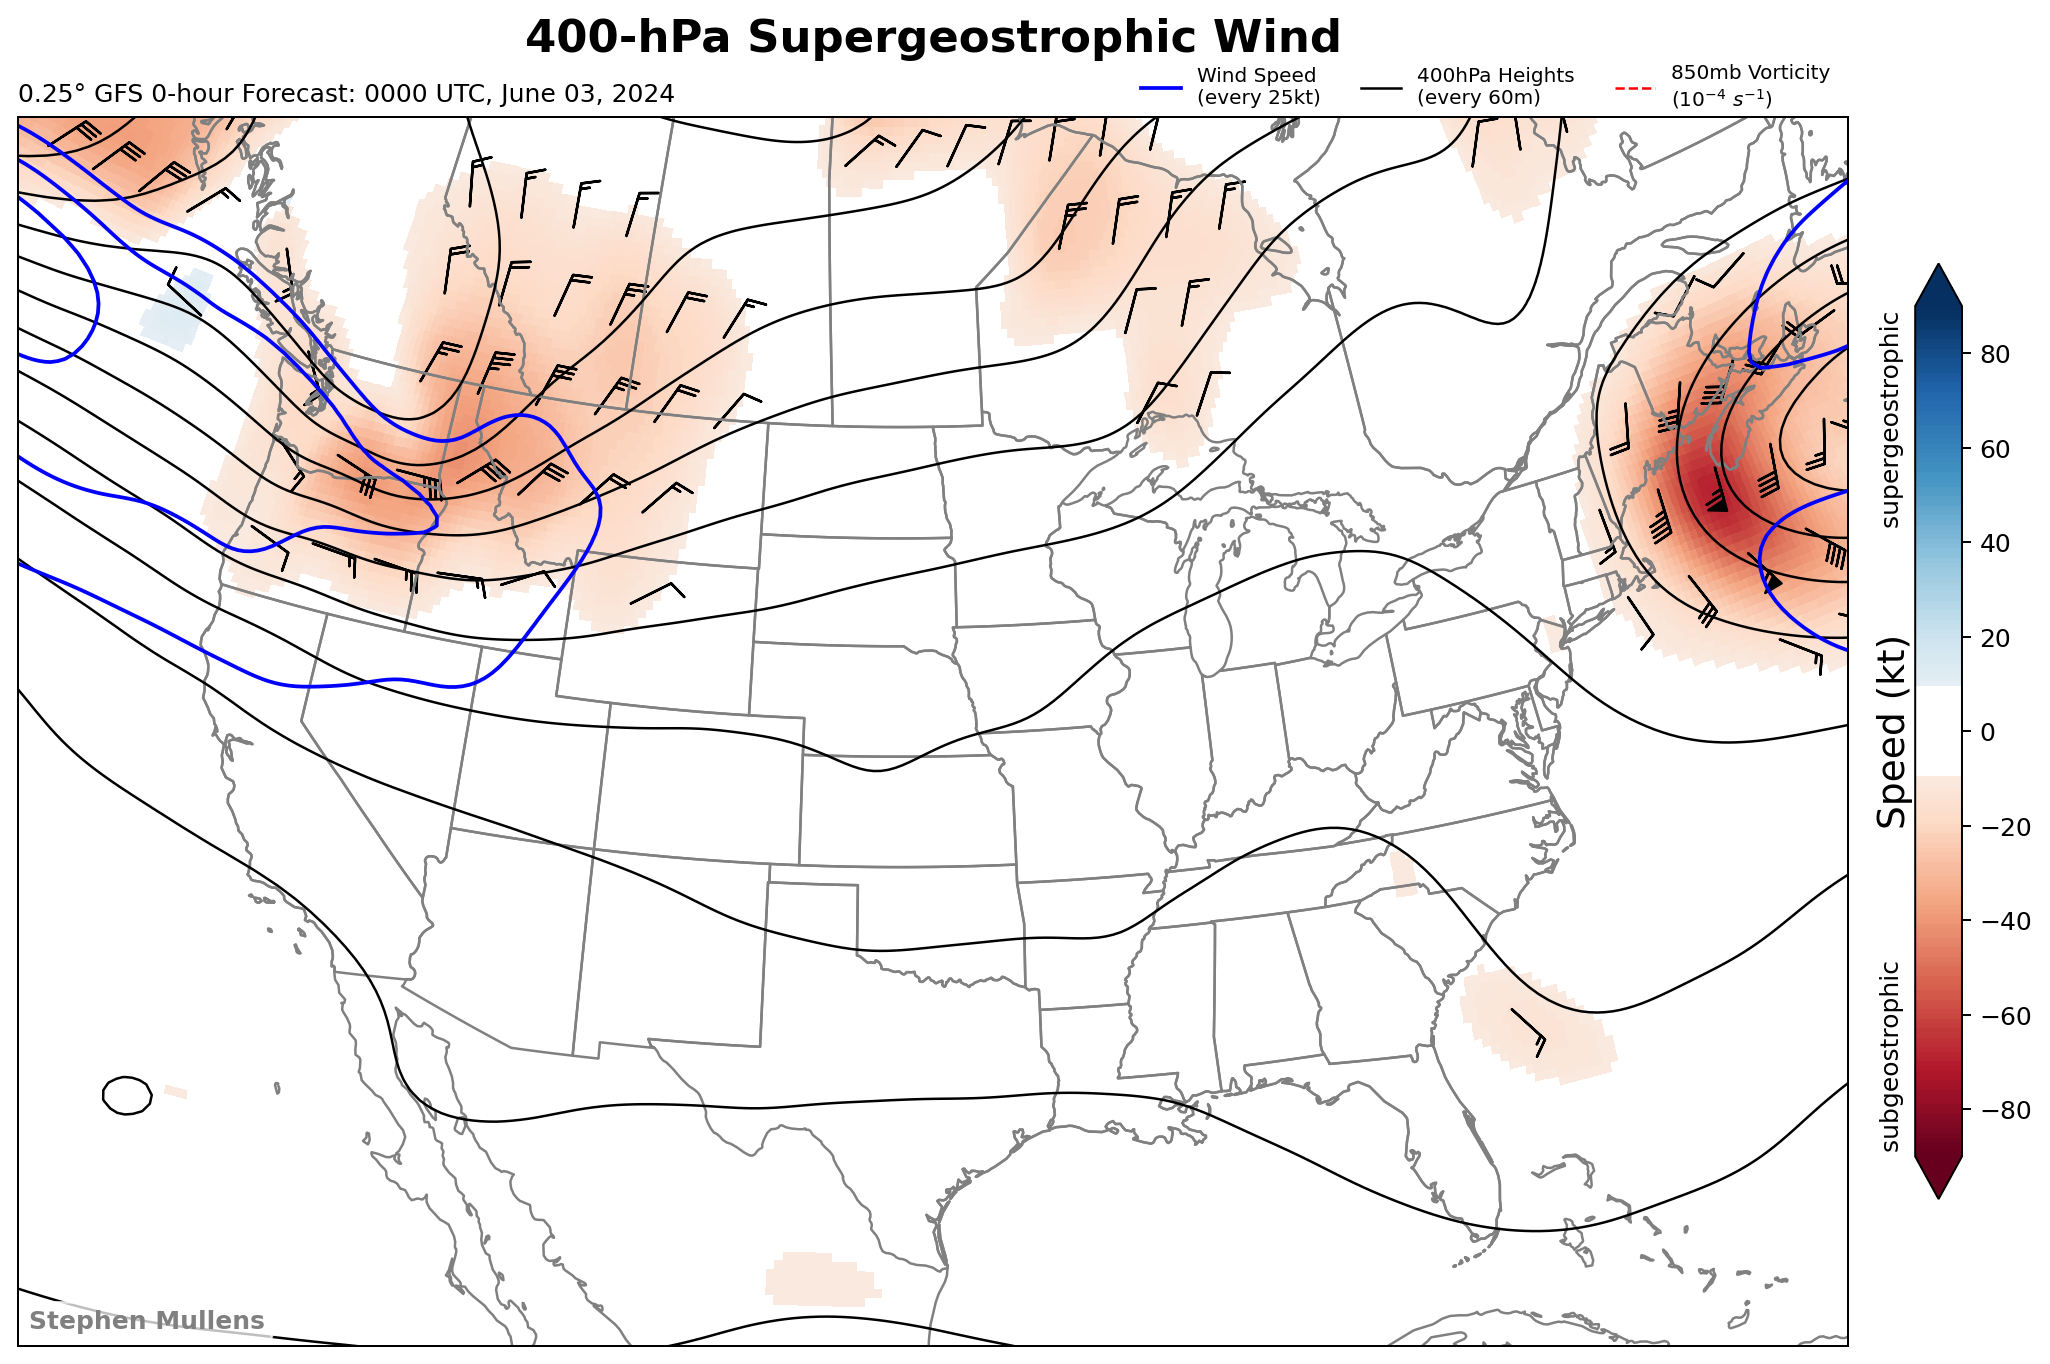 400-hPa Supergeostrophic Wind
0.25° GFS 0-hour Forecast: 0000 UTC, June 03, 2024
Wind Speed
(every 25kt)
400hPa Heights
(every 60m)
850mb Vorticity
(10⁻⁴ s⁻¹)
supergeostrophic
Speed (kt)
subgeostrophic
80
60
40
20
0
−20
−40
−60
−80
Stephen Mullens